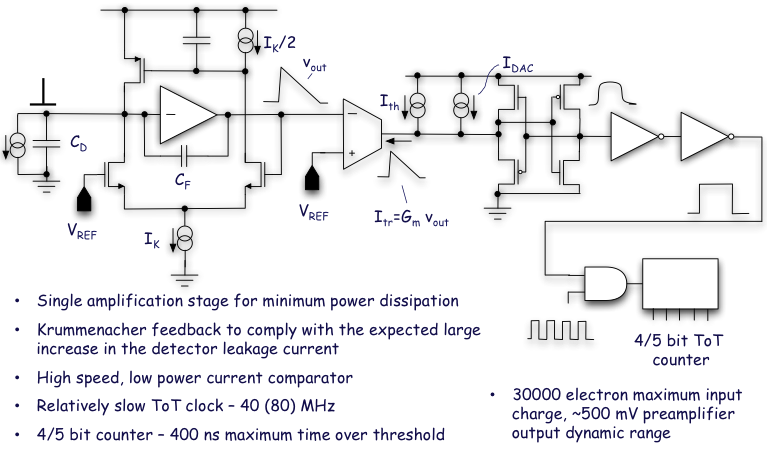 I_K/2
v_out
I_DAC
I_th
−
−
C_D
+
C_F
V_REF
V_REF
I_tr=G_m v_out
I_K
• Single amplification stage for minimum power dissipation
• Krummenacher feedback to comply with the expected large
increase in the detector leakage current
• High speed, low power current comparator
• Relatively slow ToT clock – 40 (80) MHz
• 4/5 bit counter – 400 ns maximum time over threshold
4/5 bit ToT
counter
• 30000 electron maximum input
charge, ~500 mV preamplifier
output dynamic range